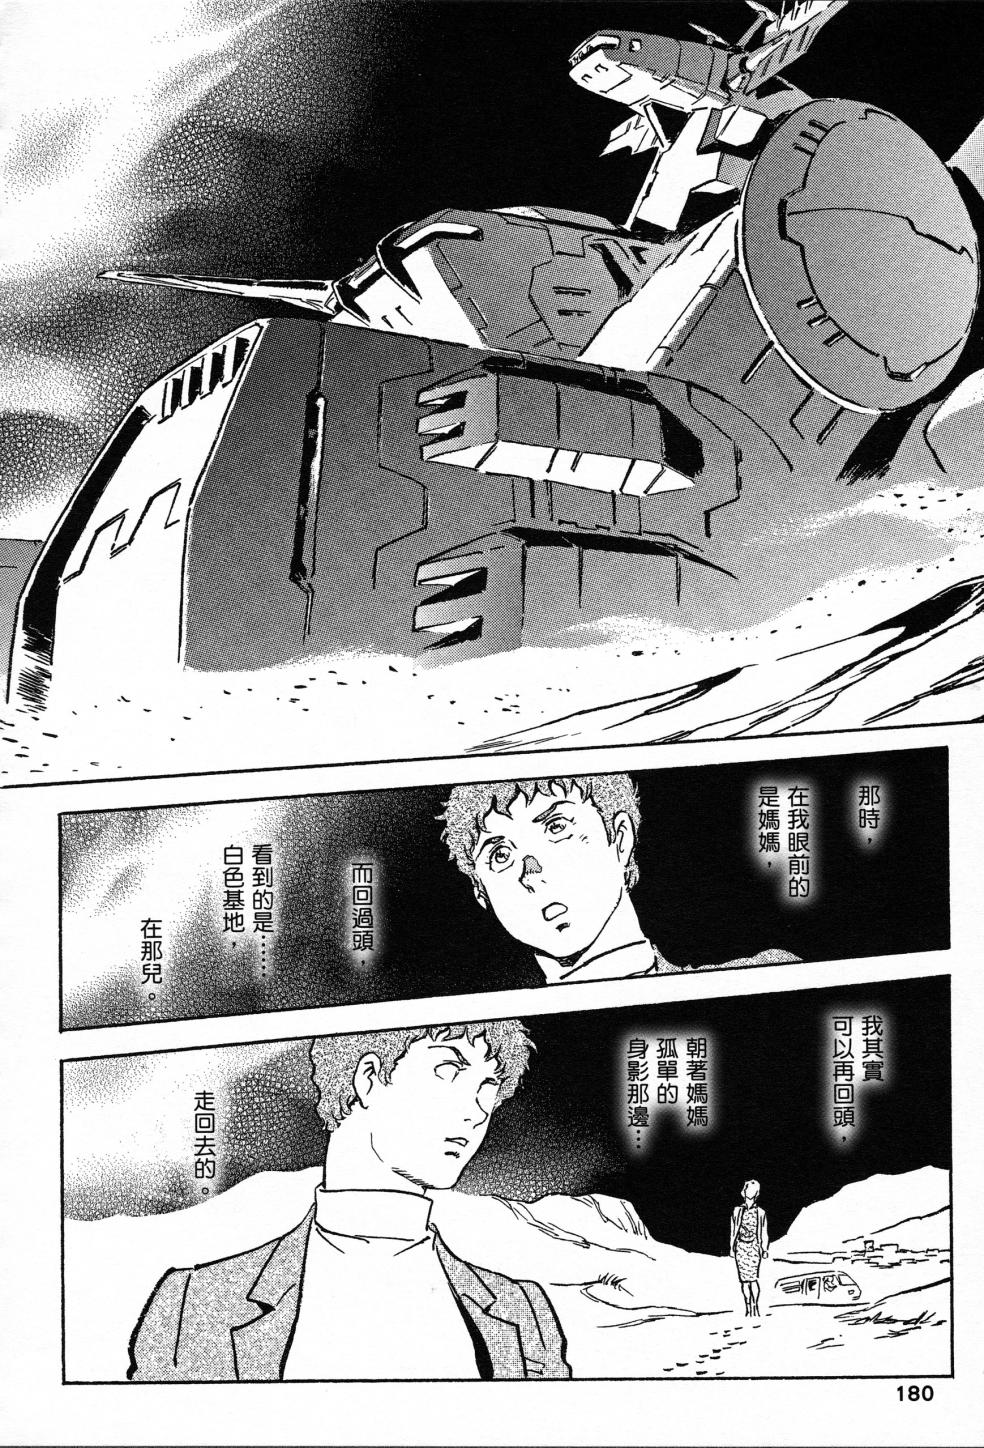 那時，
在我眼前的
是媽媽，
而回過頭，
看到的是……
白色基地，
在那兒。
我其實
可以再回頭，
朝著媽媽
孤單的
身影那邊…
走回去的。
180